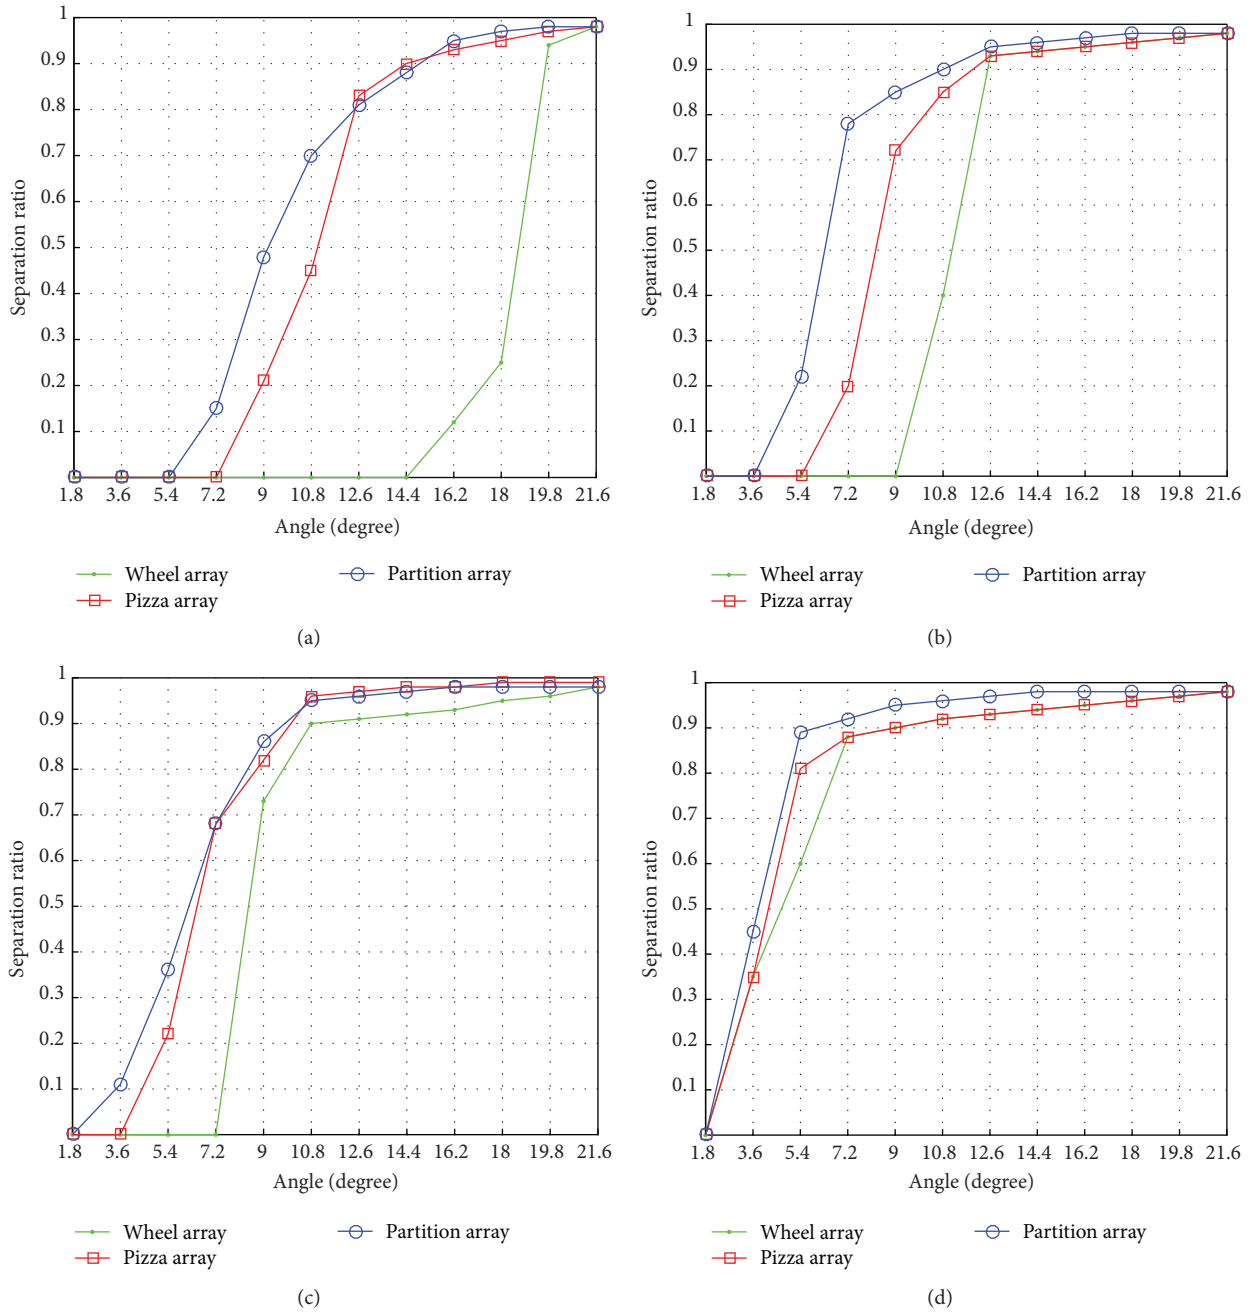 1
0.9
0.8
0.7
0.6
0.5
0.4
0.3
0.2
0.1
Separation ratio
1.8 3.6 5.4 7.2 9 10.8 12.6 14.4 16.2 18 19.8 21.6
Angle (degree)
Wheel array
Pizza array
Partition array
(a)
1
0.9
0.8
0.7
0.6
0.5
0.4
0.3
0.2
0.1
Separation ratio
1.8 3.6 5.4 7.2 9 10.8 12.6 14.4 16.2 18 19.8 21.6
Angle (degree)
Wheel array
Pizza array
Partition array
(b)
1
0.9
0.8
0.7
0.6
0.5
0.4
0.3
0.2
0.1
Separation ratio
1.8 3.6 5.4 7.2 9 10.8 12.6 14.4 16.2 18 19.8 21.6
Angle (degree)
Wheel array
Pizza array
Partition array
(c)
1
0.9
0.8
0.7
0.6
0.5
0.4
0.3
0.2
0.1
Separation ratio
1.8 3.6 5.4 7.2 9 10.8 12.6 14.4 16.2 18 19.8 21.6
Angle (degree)
Wheel array
Pizza array
Partition array
(d)